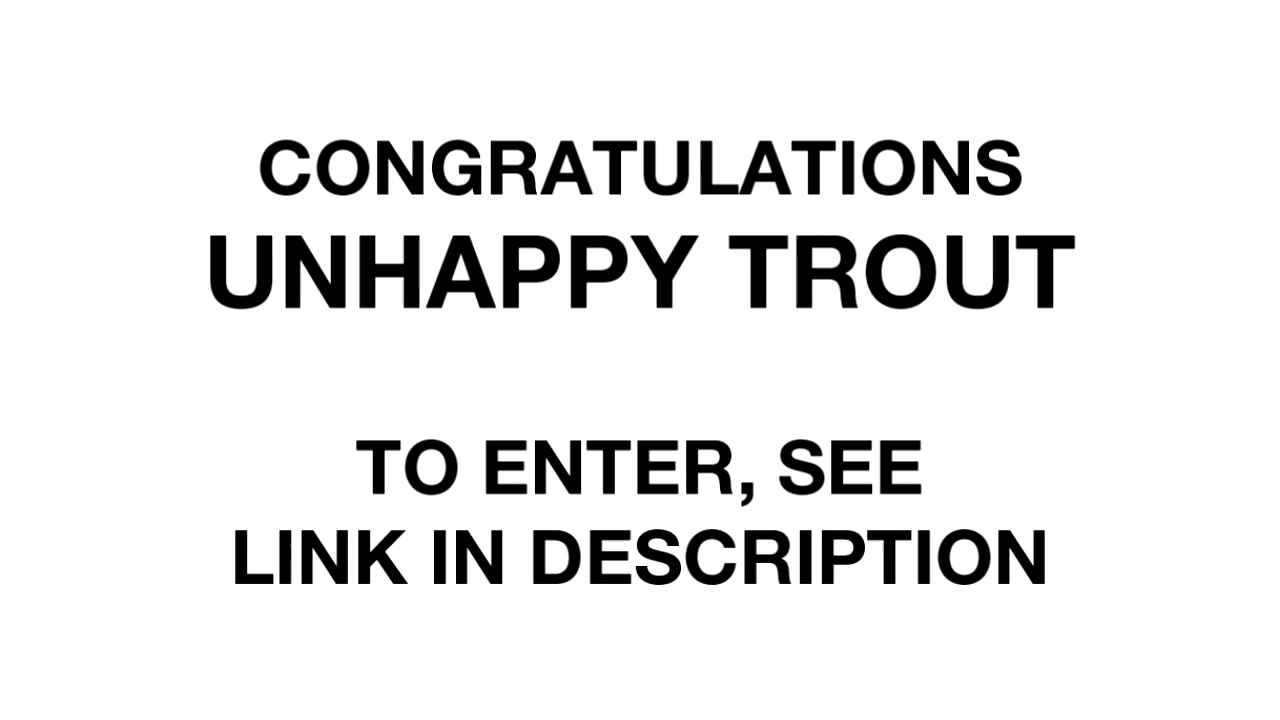 CONGRATULATIONS
UNHAPPY TROUT
TO ENTER, SEE
LINK IN DESCRIPTION